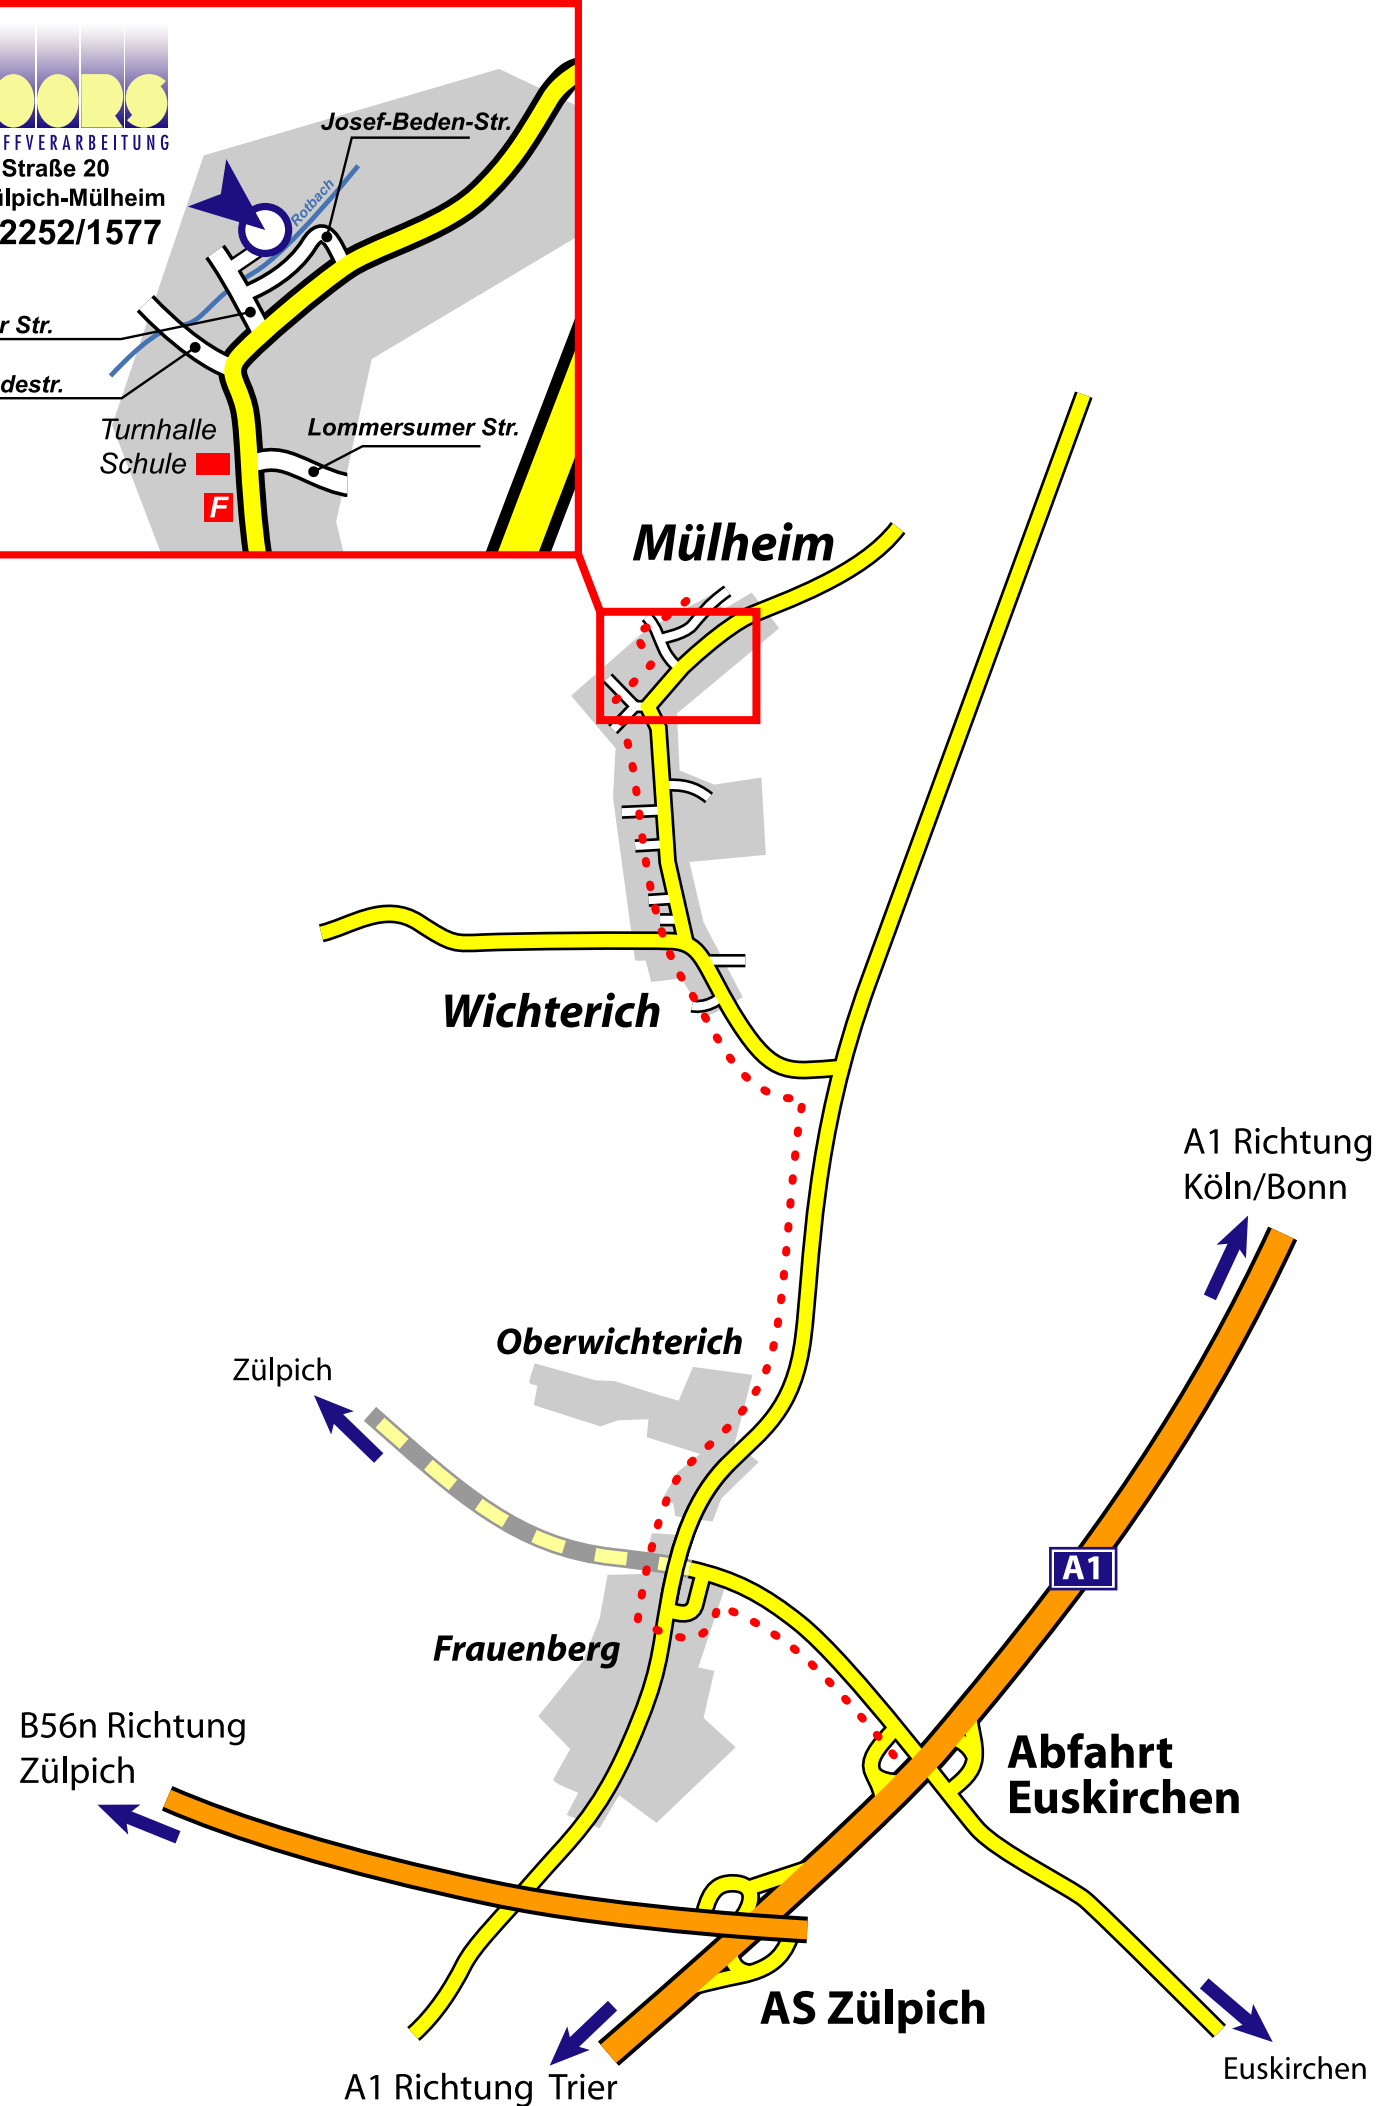 OORS
FFVERARBEITUNG
Straße 20
ülpich-Mülheim
2252/1577
Josef-Beden-Str.
Rotbach
r Str.
destr.
Turnhalle
Schule
F
Lommersumer Str.
Mülheim
Wichterich
A1 Richtung
Köln/Bonn
Oberwichterich
Zülpich
A1
Frauenberg
B56n Richtung
Zülpich
Abfahrt
Euskirchen
AS Zülpich
A1 Richtung Trier
Euskirchen